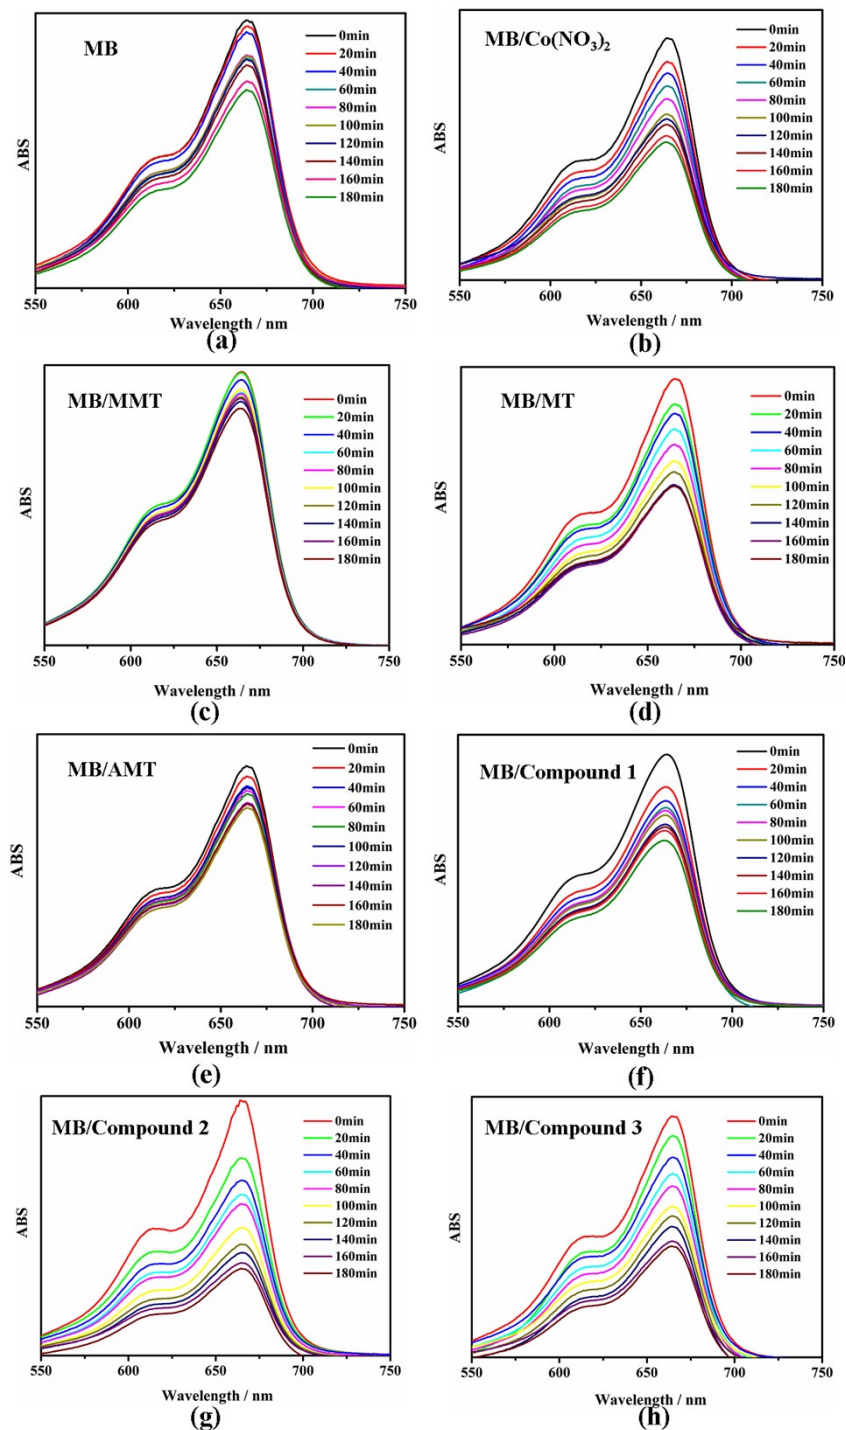 MB
0min
20min
40min
60min
80min
100min
120min
140min
160min
180min
ABS
550 600 650 700 750
Wavelength / nm
(a)
MB/Co(NO₃)₂
0min
20min
40min
60min
80min
100min
120min
140min
160min
180min
ABS
550 600 650 700 750
Wavelength / nm
(b)
MB/MMT
0min
20min
40min
60min
80min
100min
120min
140min
160min
180min
ABS
550 600 650 700 750
Wavelength / nm
(c)
MB/MT
0min
20min
40min
60min
80min
100min
120min
140min
160min
180min
ABS
550 600 650 700 750
Wavelength / nm
(d)
MB/AMT
0min
20min
40min
60min
80min
100min
120min
140min
160min
180min
ABS
550 600 650 700 750
Wavelength / nm
(e)
MB/Compound 1
0min
20min
40min
60min
80min
100min
120min
140min
160min
180min
ABS
550 600 650 700 750
Wavelength / nm
(f)
MB/Compound 2
0min
20min
40min
60min
80min
100min
120min
140min
160min
180min
ABS
550 600 650 700 750
Wavelength / nm
(g)
MB/Compound 3
0min
20min
40min
60min
80min
100min
120min
140min
160min
180min
ABS
550 600 650 700 750
Wavelength / nm
(h)